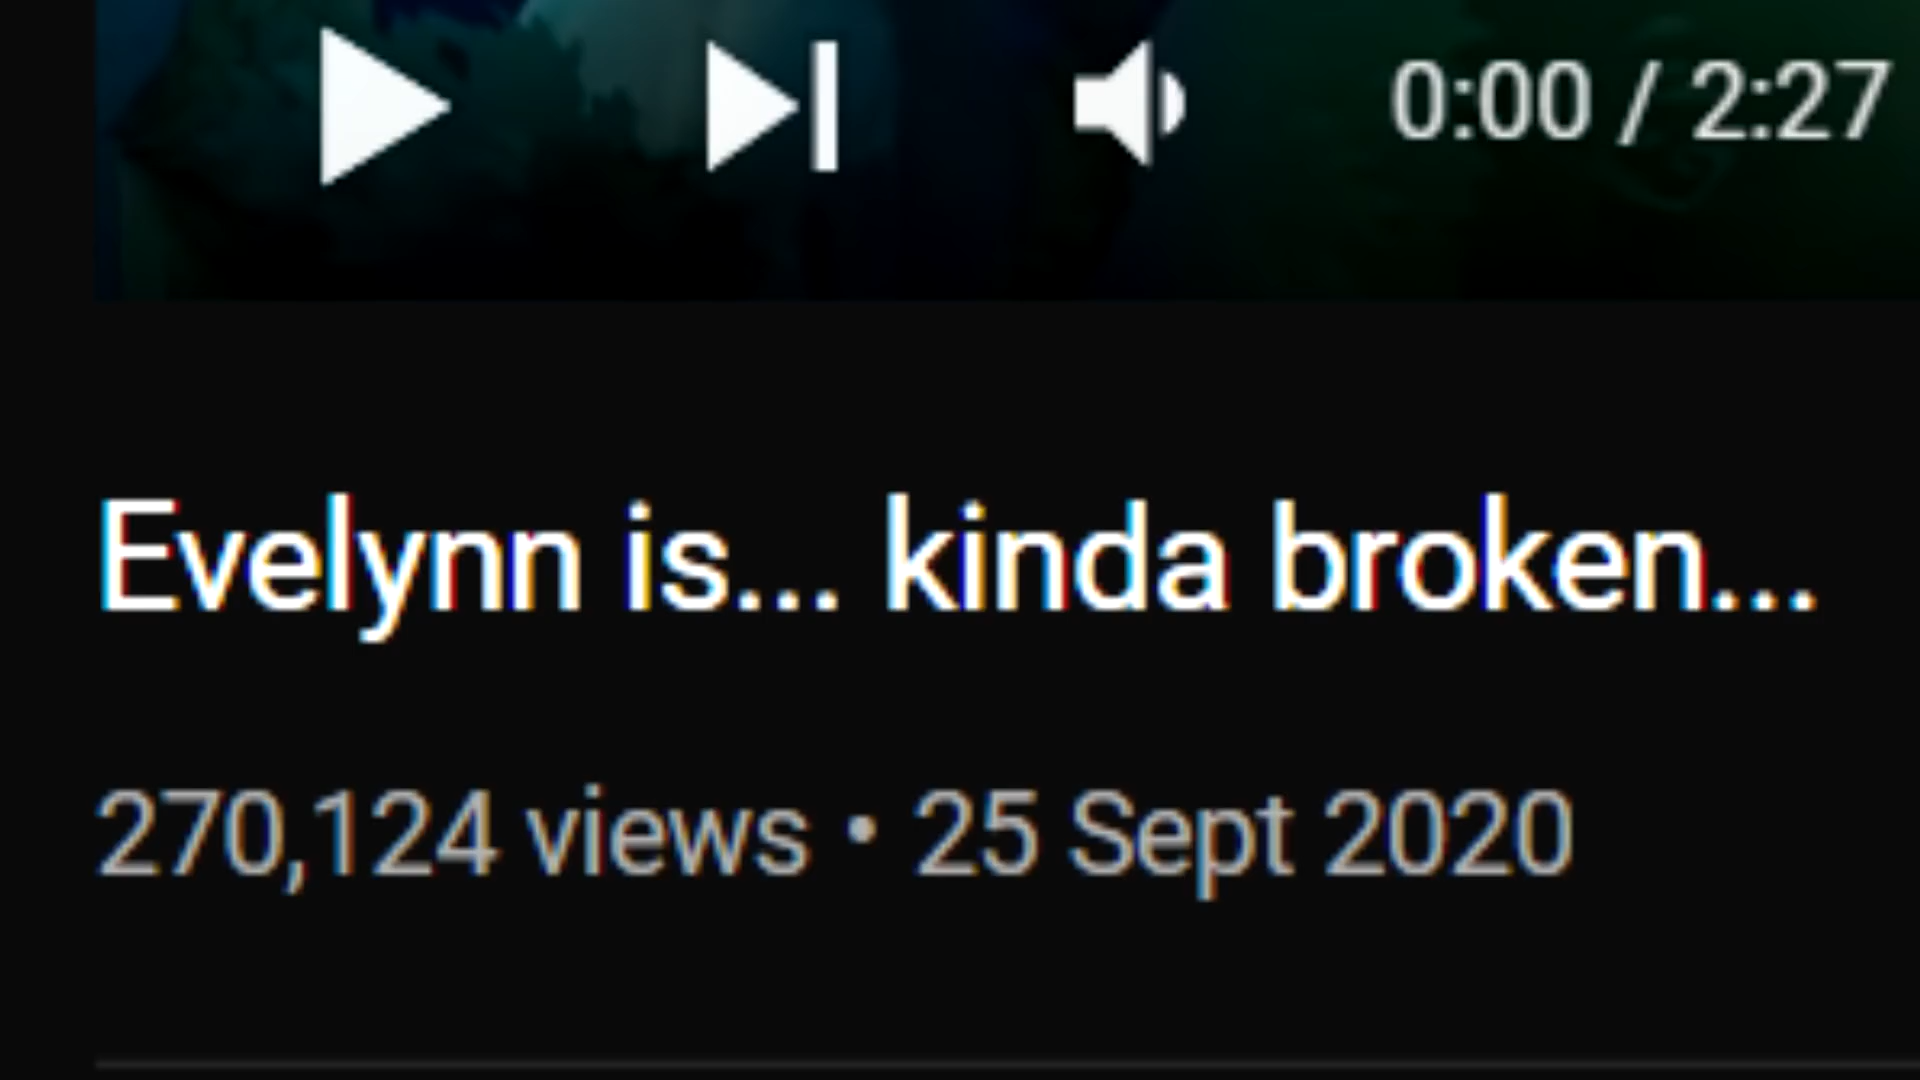 0:00 / 2:27
Evelynn is... kinda broken...
270,124 views • 25 Sept 2020